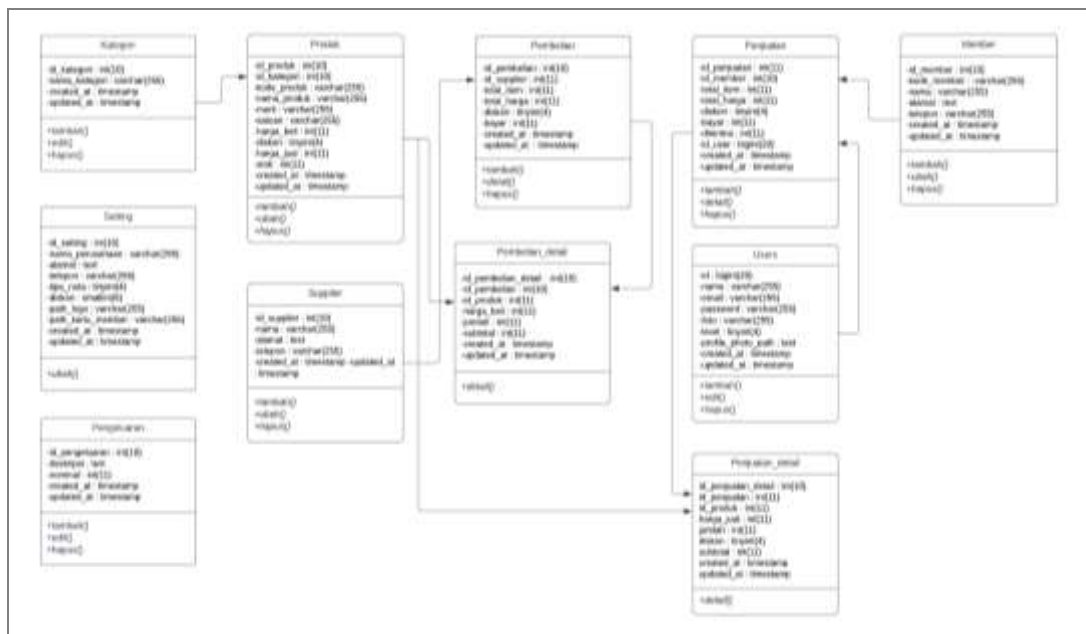 Kategori
-id_kategori : int(10)
-nama_kategori : varchar(255)
-created_at : timestamp
-updated_at : timestamp
+tambah()
+edit()
+hapus()
Produk
-id_produk : int(10)
-id_kategori : int(10)
-kode_produk : varchar(255)
-nama_produk : varchar(255)
-merk : varchar(255)
-satuan : varchar(255)
-harga_beli : int(11)
-diskon : tinyint(4)
-harga_jual : int(11)
-stok : int(11)
-created_at : timestamp
-updated_at : timestamp
+tambah()
+ubah()
+hapus()
Pembelian
-id_pembelian : int(10)
-id_supplier : int(11)
-total_item : int(11)
-total_harga : int(11)
-diskon : tinyint(4)
-bayar : int(11)
-created_at : timestamp
-updated_at : timestamp
+tambah()
+hapus()
Penjualan
-id_penjualan : int(11)
-id_member : int(10)
-total_item : int(11)
-total_harga : int(11)
-diskon : tinyint(4)
-bayar : int(11)
-diterima : int(11)
-id_user : bigint(20)
-created_at : timestamp
-updated_at : timestamp
+tambah()
+detail()
+hapus()
Member
-id_member : int(10)
-kode_member : varchar(255)
-nama : varchar(255)
-alamat : text
-telepon : varchar(255)
-created_at : timestamp
-updated_at : timestamp
+tambah()
+ubah()
+hapus()
Setting
-id_setting : int(10)
-nama_perusahaan : varchar(255)
-alamat : text
-telepon : varchar(255)
-tipe_nota : tinyint(4)
-diskon : smallint(6)
-path_logo : varchar(255)
-path_kartu_member : varchar(255)
-created_at : timestamp
-updated_at : timestamp
+ubah()
Supplier
-id_supplier : int(10)
-nama : varchar(255)
-alamat : text
-telepon : varchar(255)
-created_at : timestamp -updated_at
: timestamp
+tambah()
+ubah()
+hapus()
Pembelian_detail
-id_pembelian_detail : int(10)
-id_pembelian : int(10)
-id_produk : int(11)
-harga_beli : int(11)
-jumlah : int(11)
-subtotal : int(11)
-created_at : timestamp
-updated_at : timestamp
+detail()
Users
-id : bigint(20)
-name : varchar(255)
-email : varchar(255)
-password : varchar(255)
-foto : varchar(255)
-level : tinyint(4)
-profile_photo_path : text
-created_at : timestamp
-updated_at : timestamp
+tambah()
+edit()
+hapus()
Pengeluaran
-id_pengeluaran : int(10)
-deskripsi : text
-nominal : int(11)
-created_at : timestamp
-updated_at : timestamp
+tambah()
+edit()
+hapus()
Penjualan_detail
-id_penjualan_detail : int(10)
-id_penjualan : int(11)
-id_produk : int(11)
-harga_jual : int(11)
-jumlah : int(11)
-diskon : tinyint(4)
-subtotal : int(11)
-created_at : timestamp
-updated_at : timestamp
+detail()